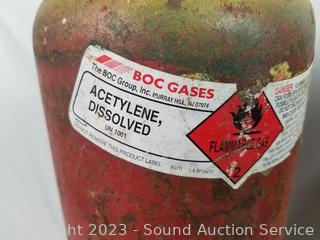 BOC GASES
The BOC Group, Inc. MURRAY HILL, NJ 07974
ACETYLENE,
DISSOLVED
UN 1001
DO NOT REMOVE THIS PRODUCT LABEL
FLAMMABLE GAS
2
DANGER
Copyright © 2023 - Sound Auction Service